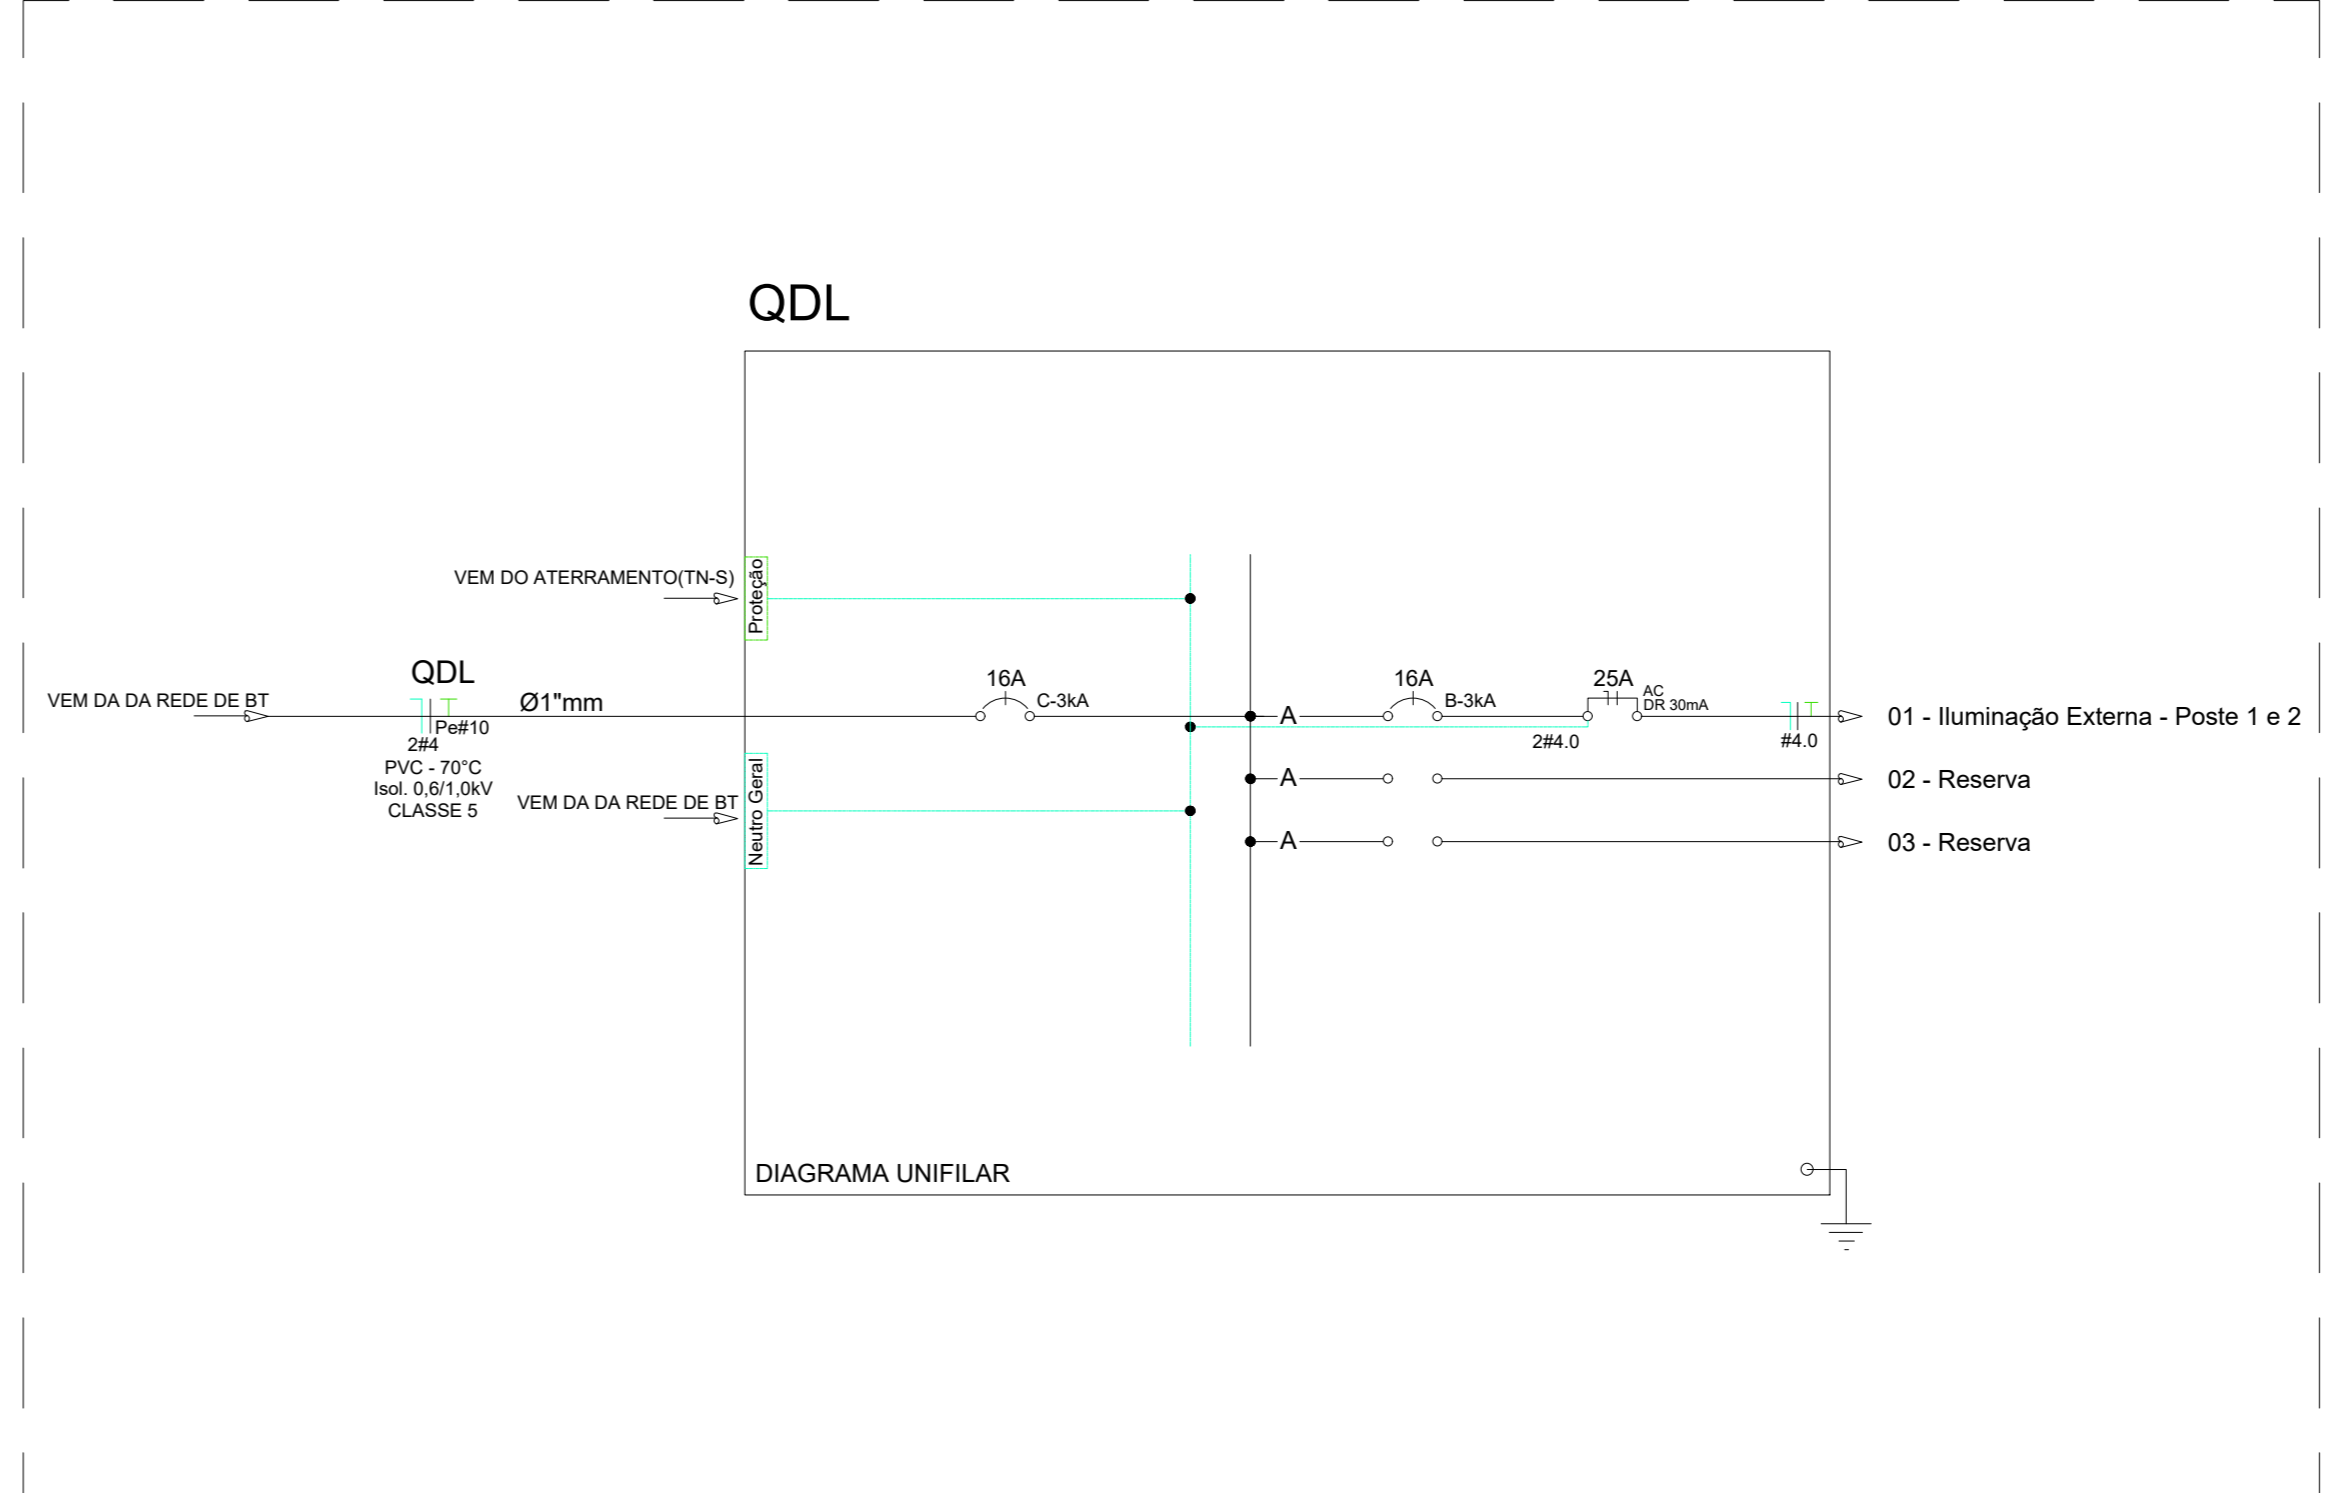 QDL
VEM DO ATERRAMENTO(TN-S)
Proteção
QDL
VEM DA DA REDE DE BT
Ø1"mm
Pe#10
2#4
PVC - 70°C
Isol. 0,6/1,0kV
CLASSE 5
VEM DA DA REDE DE BT
Neutro Geral
16A
C-3kA
A
16A
B-3kA
25A
AC
DR 30mA
2#4.0
#4.0
01 - Iluminação Externa - Poste 1 e 2
A
02 - Reserva
A
03 - Reserva
DIAGRAMA UNIFILAR